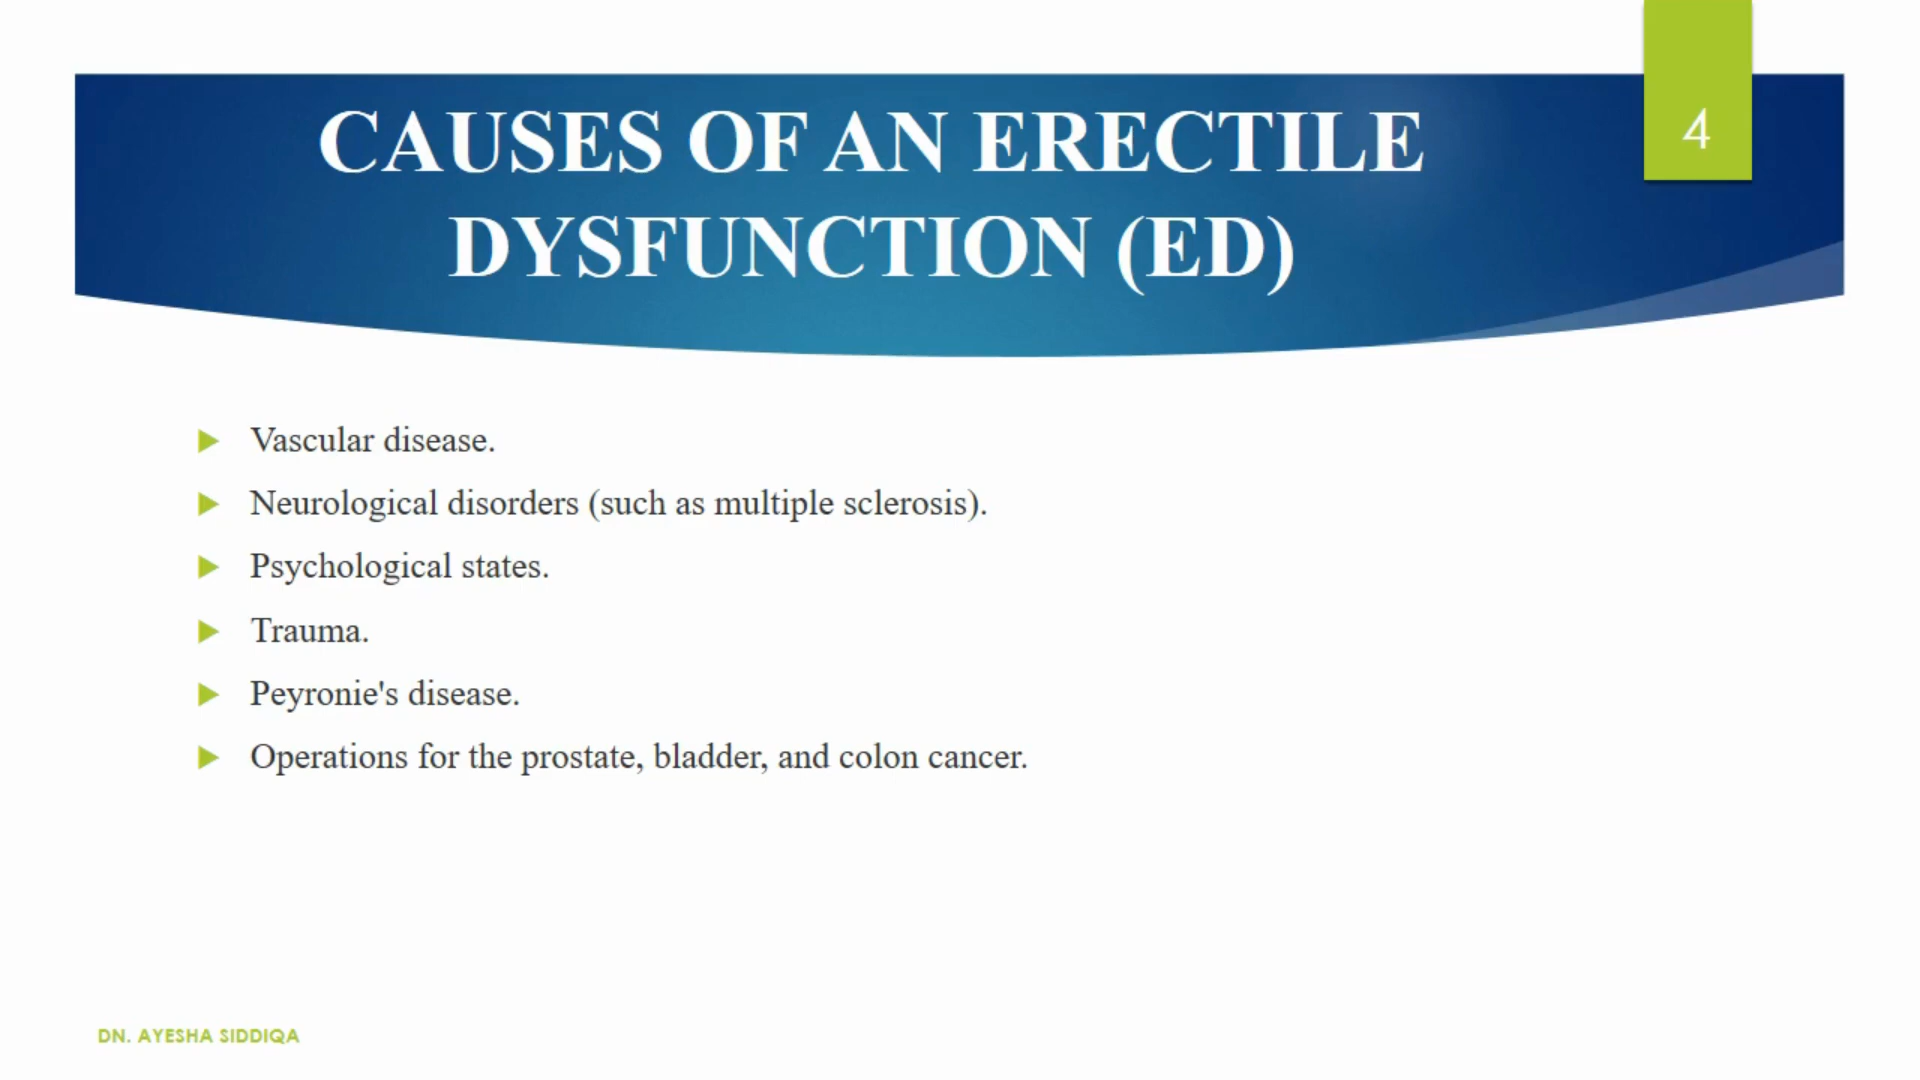 4
CAUSES OF AN ERECTILE
DYSFUNCTION (ED)
Vascular disease.
Neurological disorders (such as multiple sclerosis).
Psychological states.
Trauma.
Peyronie's disease.
Operations for the prostate, bladder, and colon cancer.
DN. AYESHA SIDDIQA